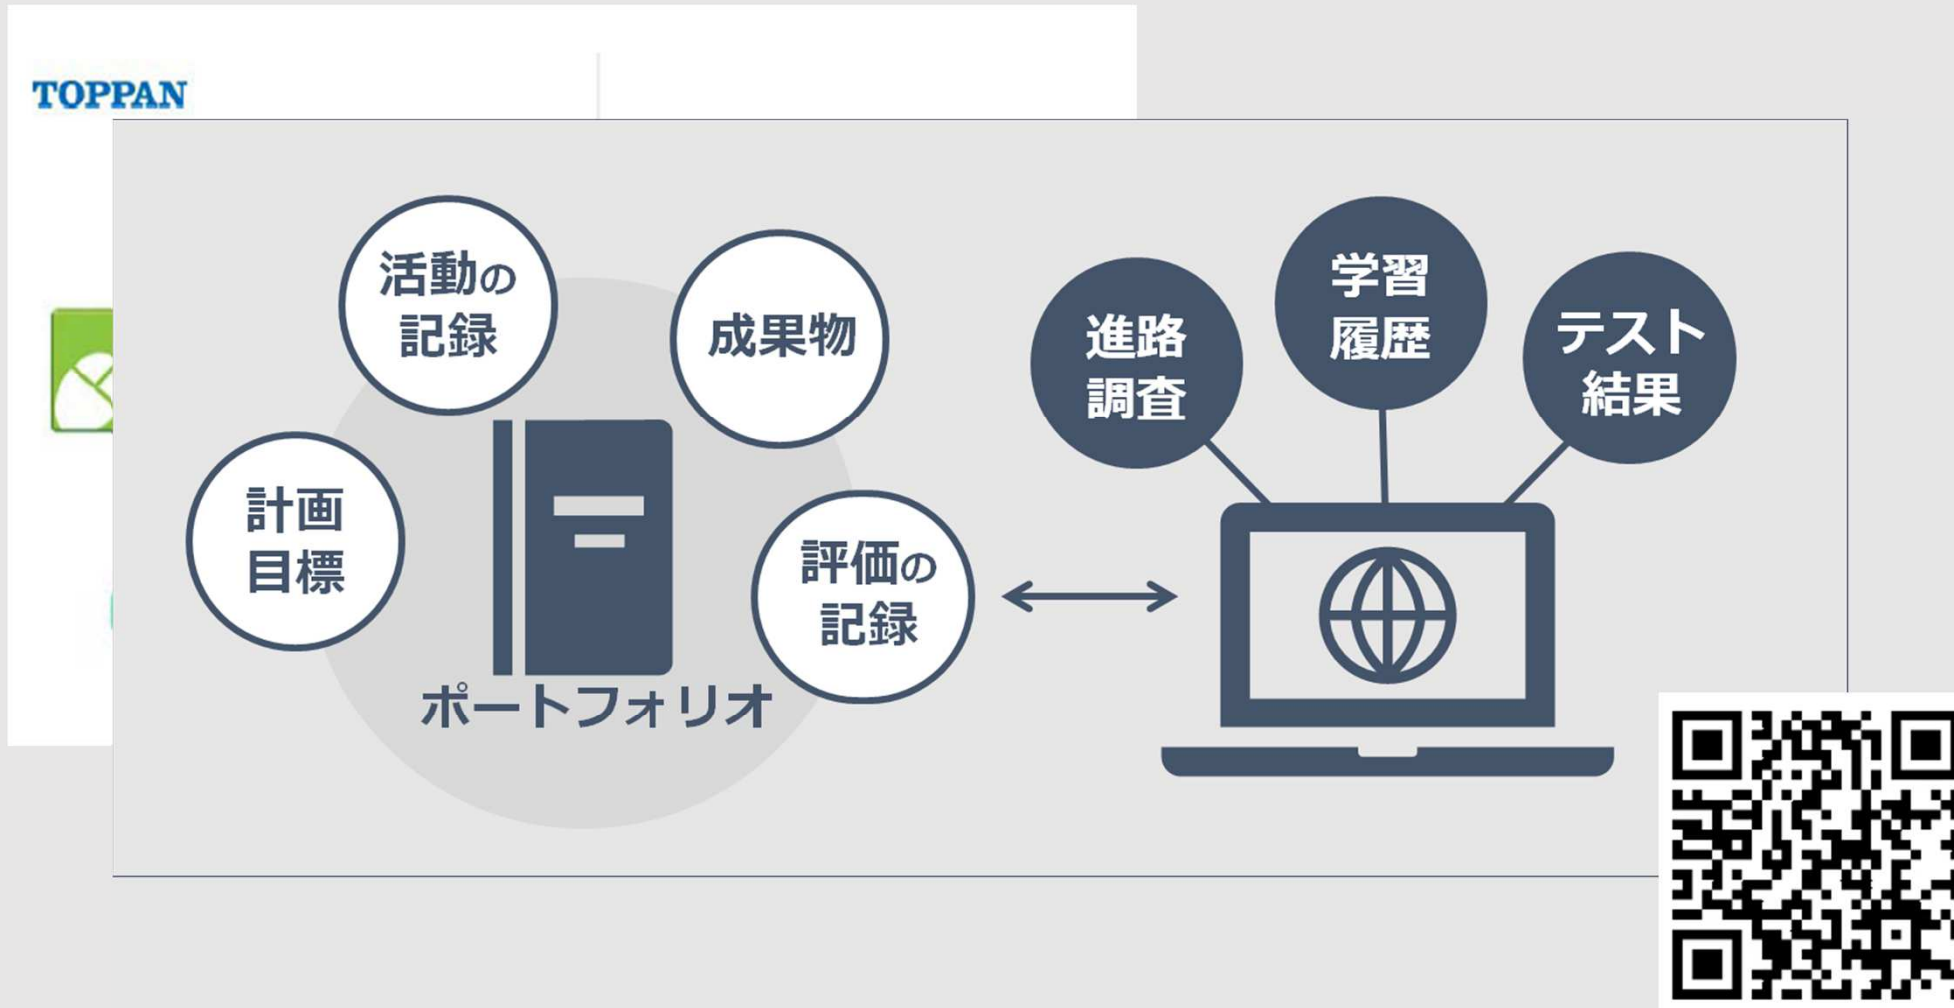 TOPPAN
活動の
記録
成果物
計画
目標
評価の
記録
ポートフォリオ
進路
調査
学習
履歴
テスト
結果